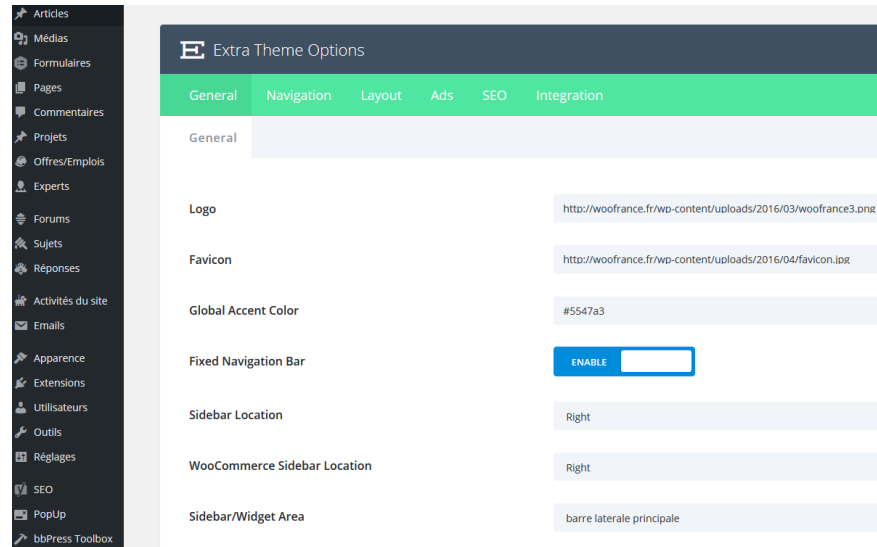 Articles
Médias
Formulaires
Pages
Commentaires
Projets
Offres/Emplois
Experts
Forums
Sujets
Réponses
Activités du site
Emails
Apparence
Extensions
Utilisateurs
Outils
Réglages
SEO
PopUp
bbPress Toolbox
Extra Theme Options
General Navigation Layout Ads SEO Integration
General
Logo http://woofrance.fr/wp-content/uploads/2016/03/woofrance3.png
Favicon http://woofrance.fr/wp-content/uploads/2016/04/favicon.jpg
Global Accent Color #5547a3
Fixed Navigation Bar ENABLE
Sidebar Location Right
WooCommerce Sidebar Location Right
Sidebar/Widget Area barre laterale principale